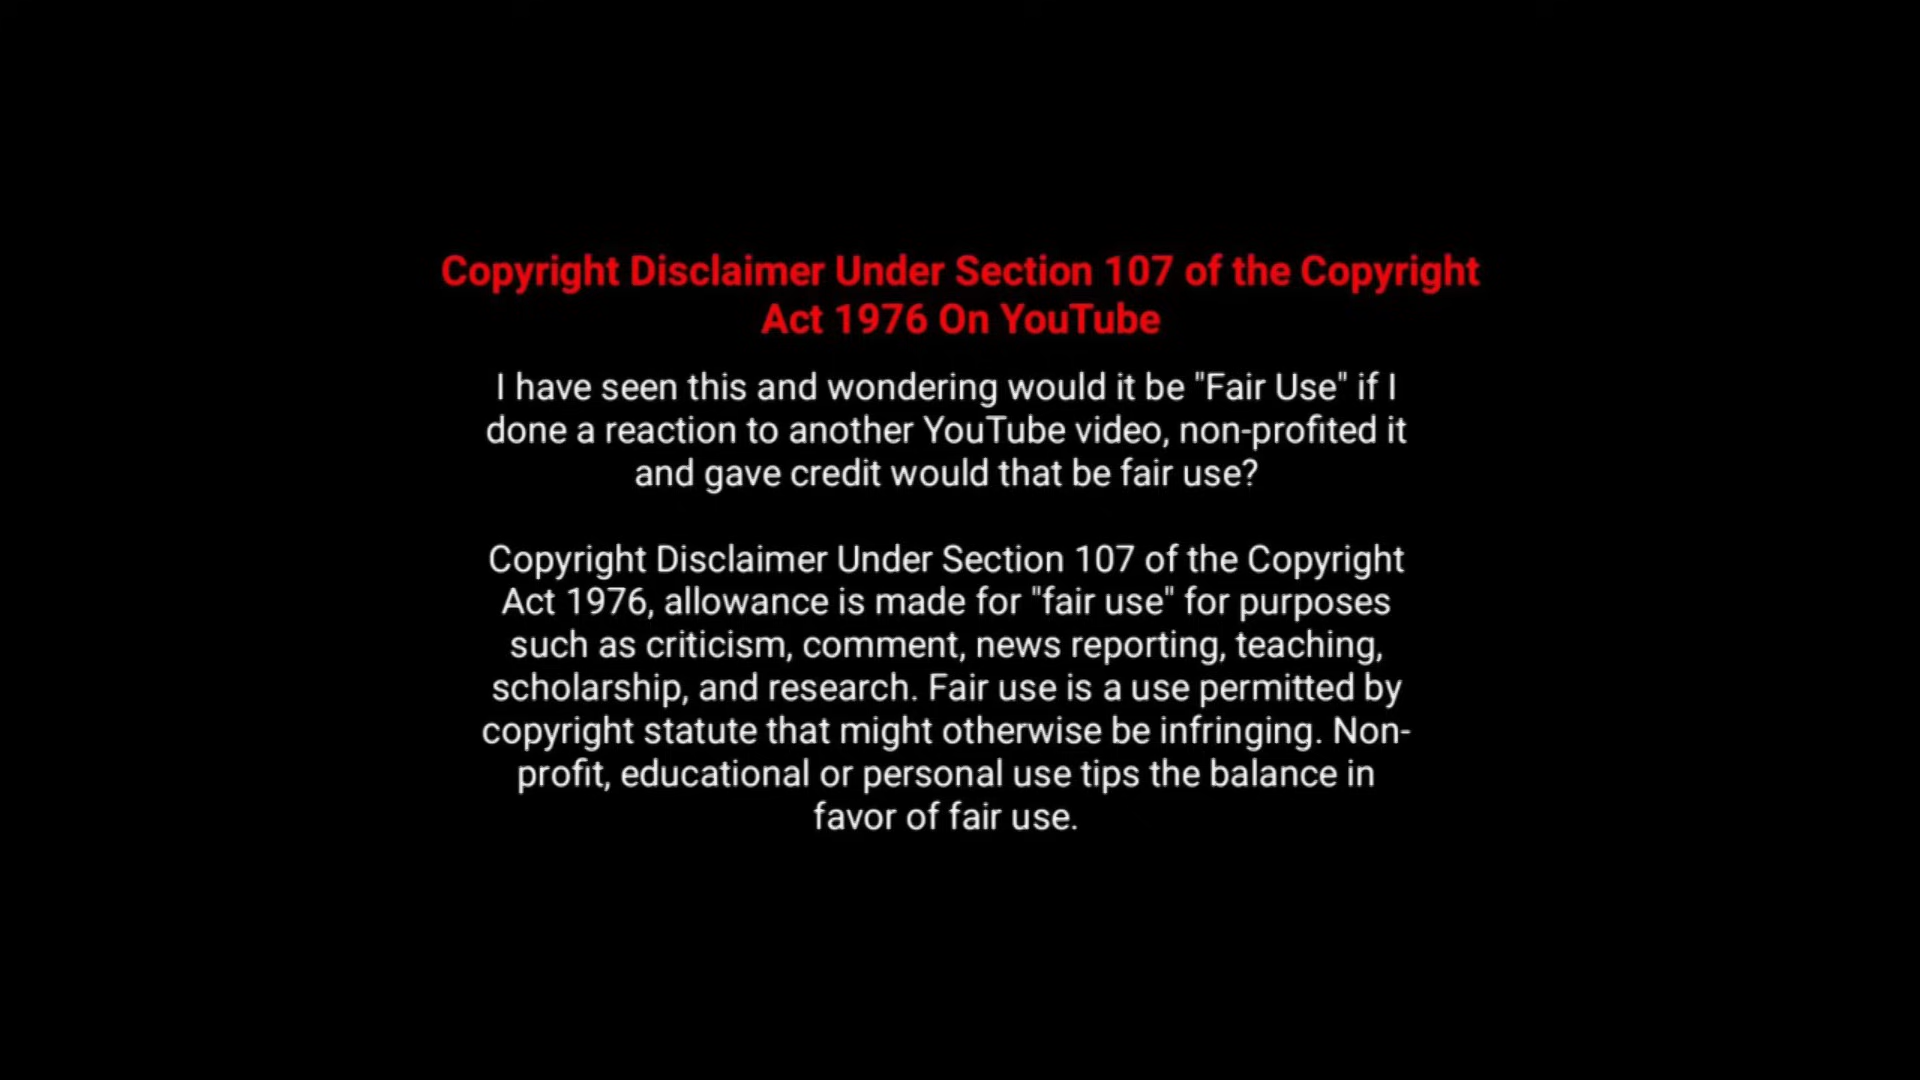 Copyright Disclaimer Under Section 107 of the Copyright
Act 1976 On YouTube
I have seen this and wondering would it be "Fair Use" if I
done a reaction to another YouTube video, non-profited it
and gave credit would that be fair use?
Copyright Disclaimer Under Section 107 of the Copyright
Act 1976, allowance is made for "fair use" for purposes
such as criticism, comment, news reporting, teaching,
scholarship, and research. Fair use is a use permitted by
copyright statute that might otherwise be infringing. Non-
profit, educational or personal use tips the balance in
favor of fair use.